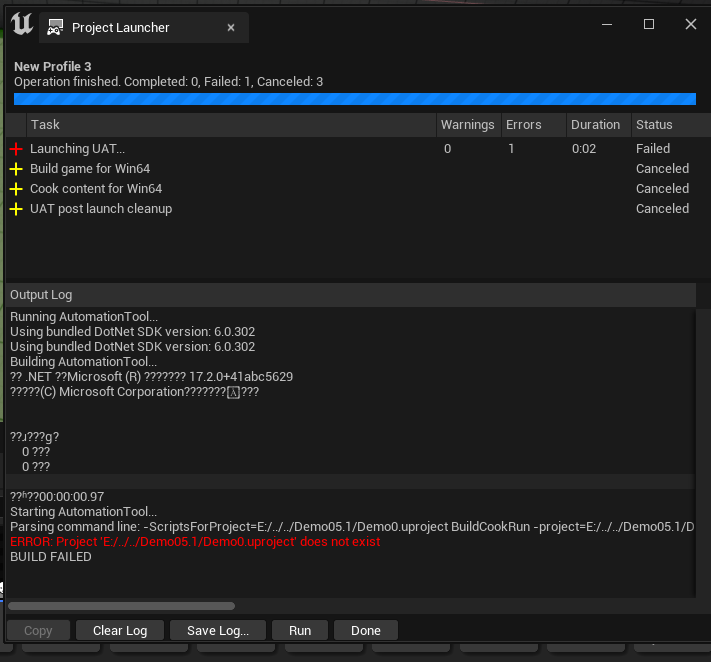 Project Launcher
New Profile 3
Operation finished. Completed: 0, Failed: 1, Canceled: 3
Task Warnings Errors Duration Status
Launching UAT... 0 1 0:02 Failed
Build game for Win64 Canceled
Cook content for Win64 Canceled
UAT post launch cleanup Canceled
Output Log
Running AutomationTool...
Using bundled DotNet SDK version: 6.0.302
Using bundled DotNet SDK version: 6.0.302
Building AutomationTool...
?? .NET ??Microsoft (R) ??????? 17.2.0+41abc5629
?????(C) Microsoft Corporation??????? ???
??ɹ???g?
0 ???
0 ???
??ʱ??00:00:00.97
Starting AutomationTool...
Parsing command line: -ScriptsForProject=E:/../../Demo05.1/Demo0.uproject BuildCookRun -project=E:/../../Demo05.1/D
ERROR: Project 'E:/../../Demo05.1/Demo0.uproject' does not exist
BUILD FAILED
Copy Clear Log Save Log... Run Done